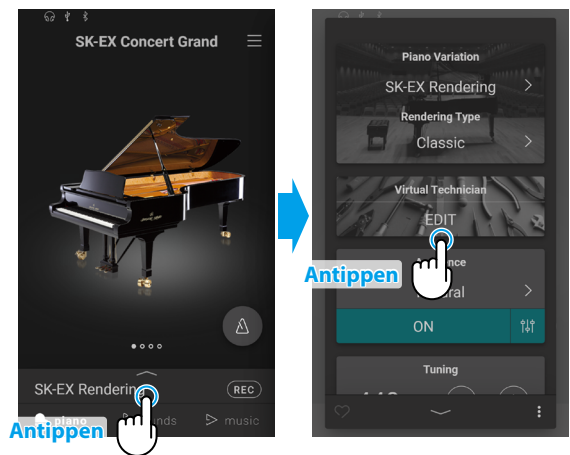 SK-EX Concert Grand
SK-EX Rendering
REC
piano
music
Antippen
Piano Variation
SK-EX Rendering
Rendering Type
Classic
Virtual Technician
EDIT
Antippen
ON
Tuning